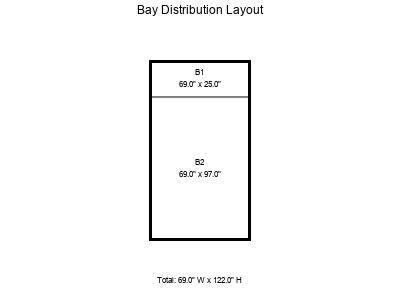 Bay Distribution Layout
B1
69.0" x 25.0"
B2
69.0" x 97.0"
Total: 69.0" W x 122.0" H